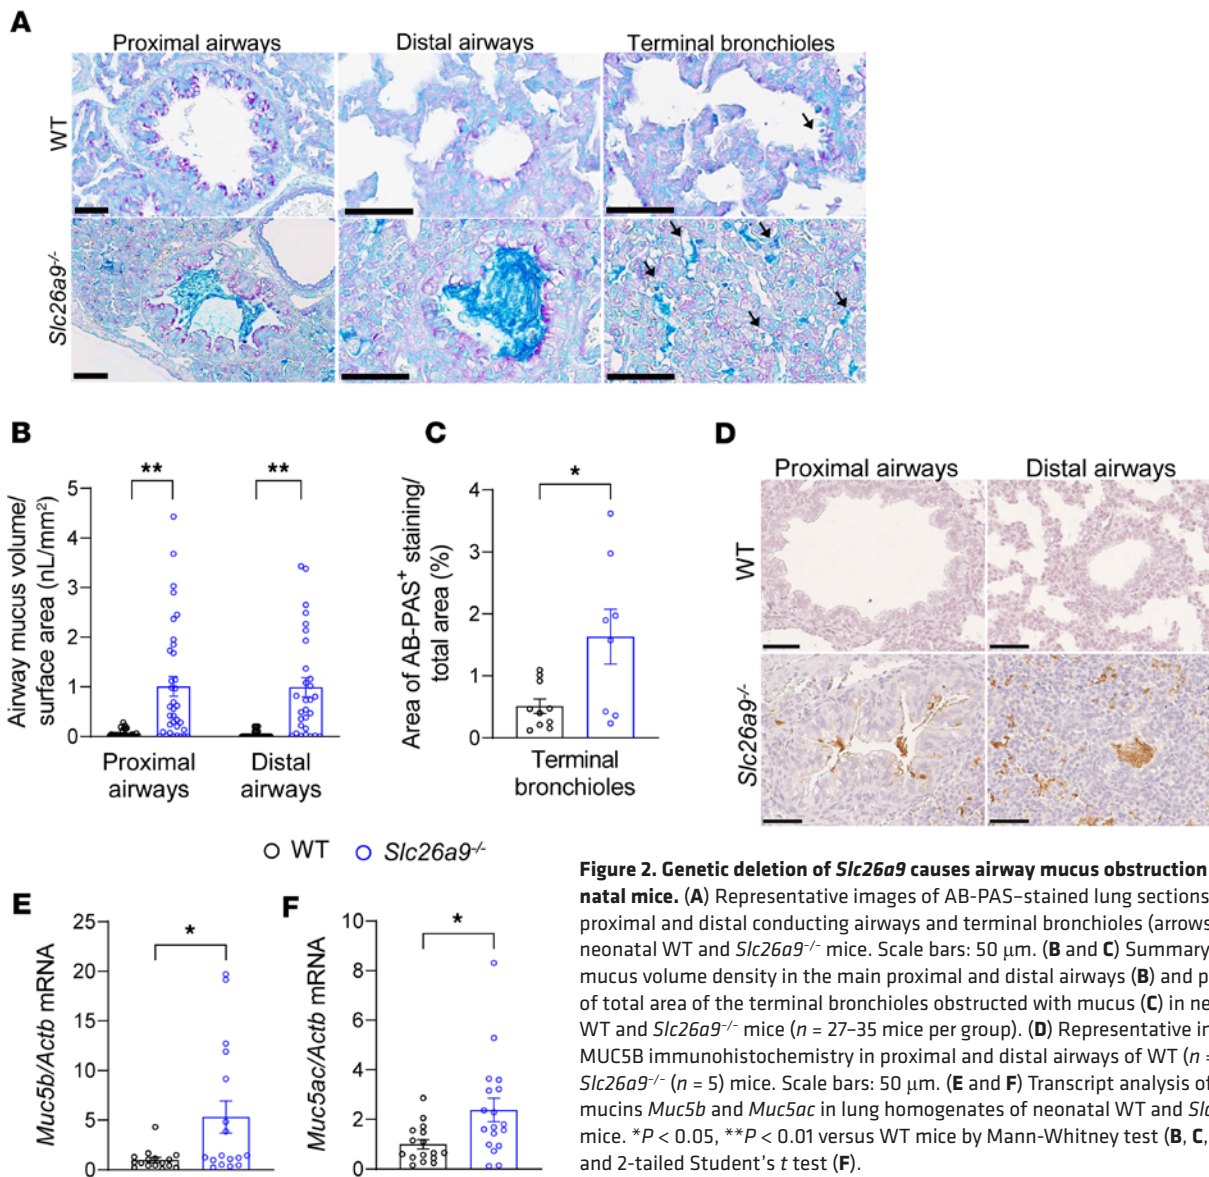 A
Proximal airways
Distal airways
Terminal bronchioles
WT
Slc26a9-/-
B
Airway mucus volume/
surface area (nL/mm²)
5
4
3
2
1
0
**
**
Proximal
airways
Distal
airways
C
Area of AB-PAS⁺ staining/
total area (%)
4
3
2
1
0
*
Terminal
bronchioles
D
Proximal airways
Distal airways
WT
Slc26a9-/-
WT
Slc26a9-/-
E
Muc5b/Actb mRNA
25
20
15
10
5
0
*
F
Muc5ac/Actb mRNA
10
8
6
4
2
0
*
Figure 2. Genetic deletion of Slc26a9 causes airway mucus obstruction
natal mice. (A) Representative images of AB-PAS–stained lung sections
proximal and distal conducting airways and terminal bronchioles (arrows
neonatal WT and Slc26a9−/− mice. Scale bars: 50 μm. (B and C) Summary
mucus volume density in the main proximal and distal airways (B) and p
of total area of the terminal bronchioles obstructed with mucus (C) in ne
WT and Slc26a9−/− mice (n = 27–35 mice per group). (D) Representative in
MUC5B immunohistochemistry in proximal and distal airways of WT (n =
Slc26a9−/− (n = 5) mice. Scale bars: 50 μm. (E and F) Transcript analysis of
mucins Muc5b and Muc5ac in lung homogenates of neonatal WT and Slc
mice. *P < 0.05, **P < 0.01 versus WT mice by Mann-Whitney test (B, C,
and 2-tailed Student's t test (F).